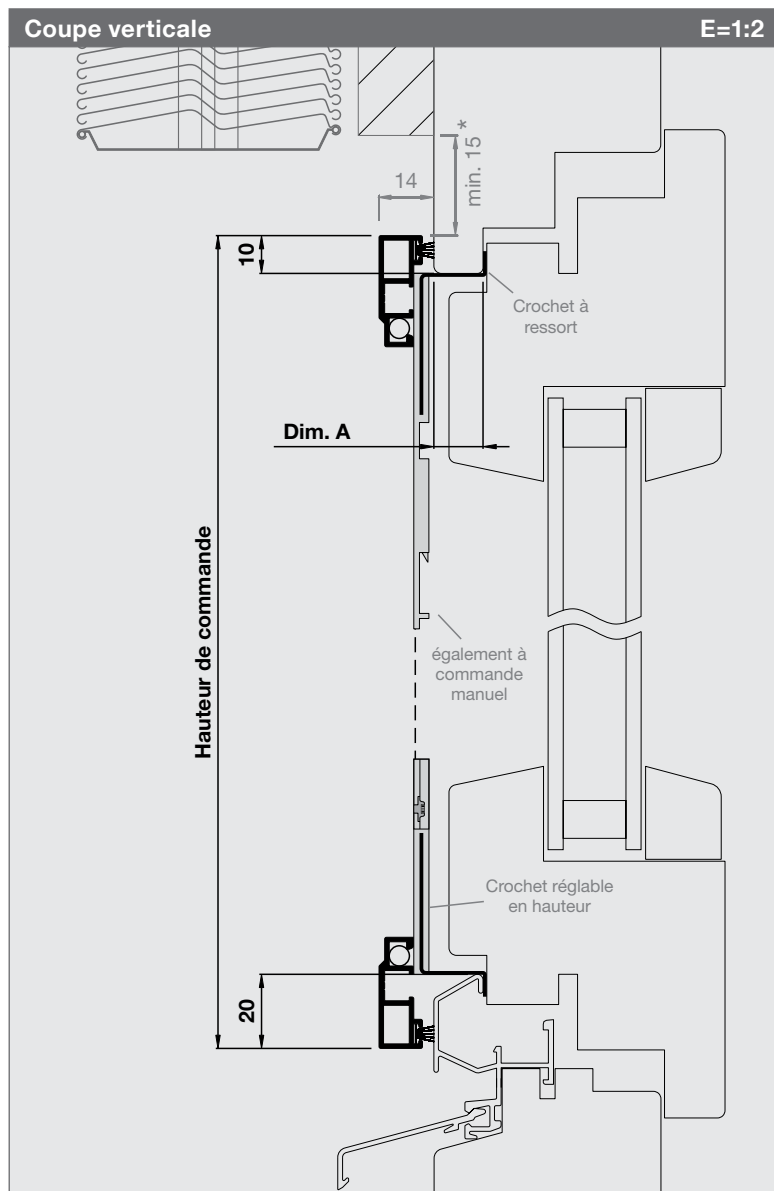 Coupe verticale E=1:2
min. 15*
14
10
Crochet à
ressort
Dim. A
Hauteur de commande
également à
commande
manuel
Crochet réglable
en hauteur
20